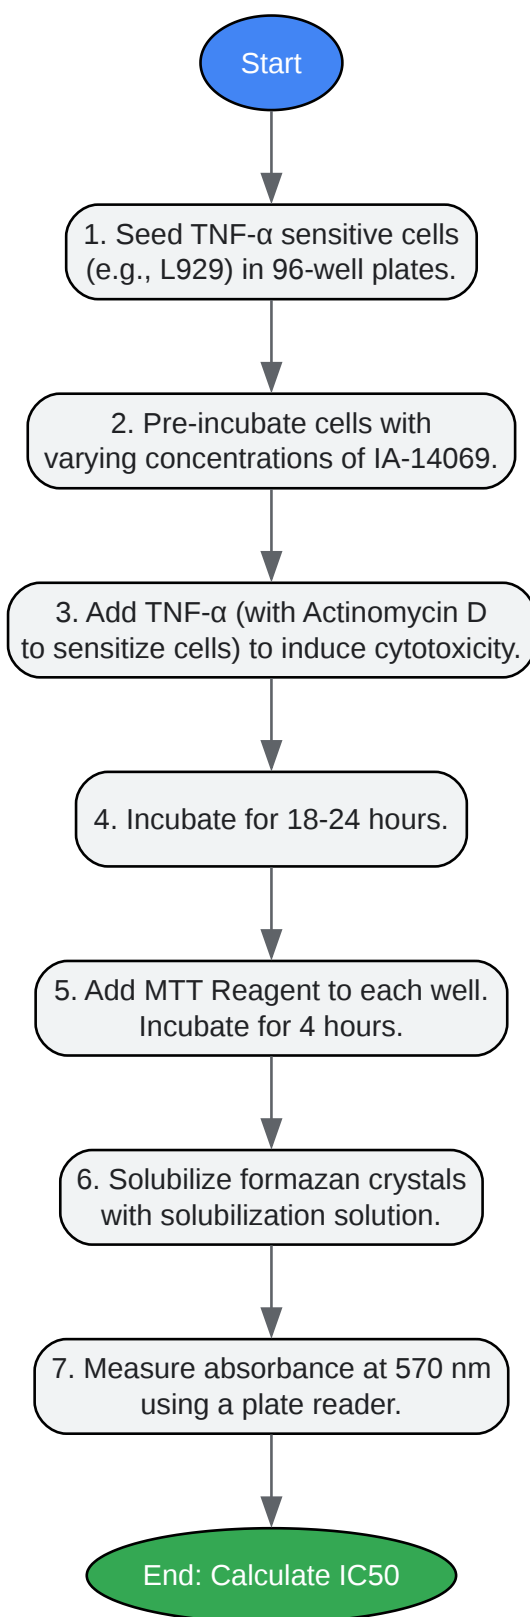 Start
1. Seed TNF-α sensitive cells
(e.g., L929) in 96-well plates.
2. Pre-incubate cells with
varying concentrations of IA-14069.
3. Add TNF-α (with Actinomycin D
to sensitize cells) to induce cytotoxicity.
4. Incubate for 18-24 hours.
5. Add MTT Reagent to each well.
Incubate for 4 hours.
6. Solubilize formazan crystals
with solubilization solution.
7. Measure absorbance at 570 nm
using a plate reader.
End: Calculate IC50